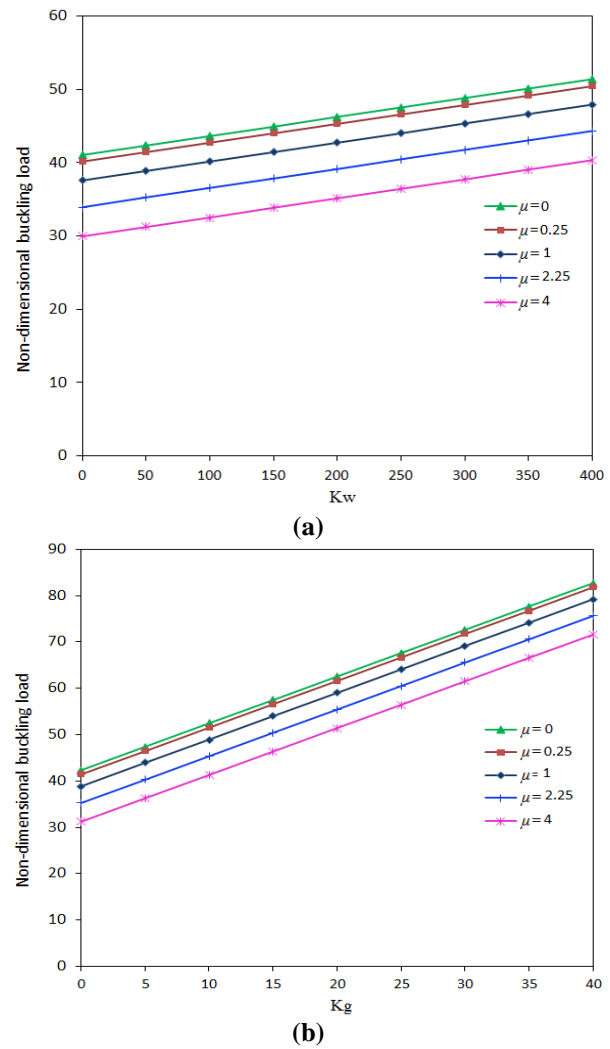 60
50
40
30
20
10
0
Non-dimensional buckling load
μ=0
μ=0.25
μ= 1
μ=2.25
μ=4
0 50 100 150 200 250 300 350 400
Kw
(a)
90
80
70
60
50
40
30
20
10
0
Non-dimensional buckling load
μ=0
μ=0.25
μ= 1
μ=2.25
μ=4
0 5 10 15 20 25 30 35 40
Kg
(b)